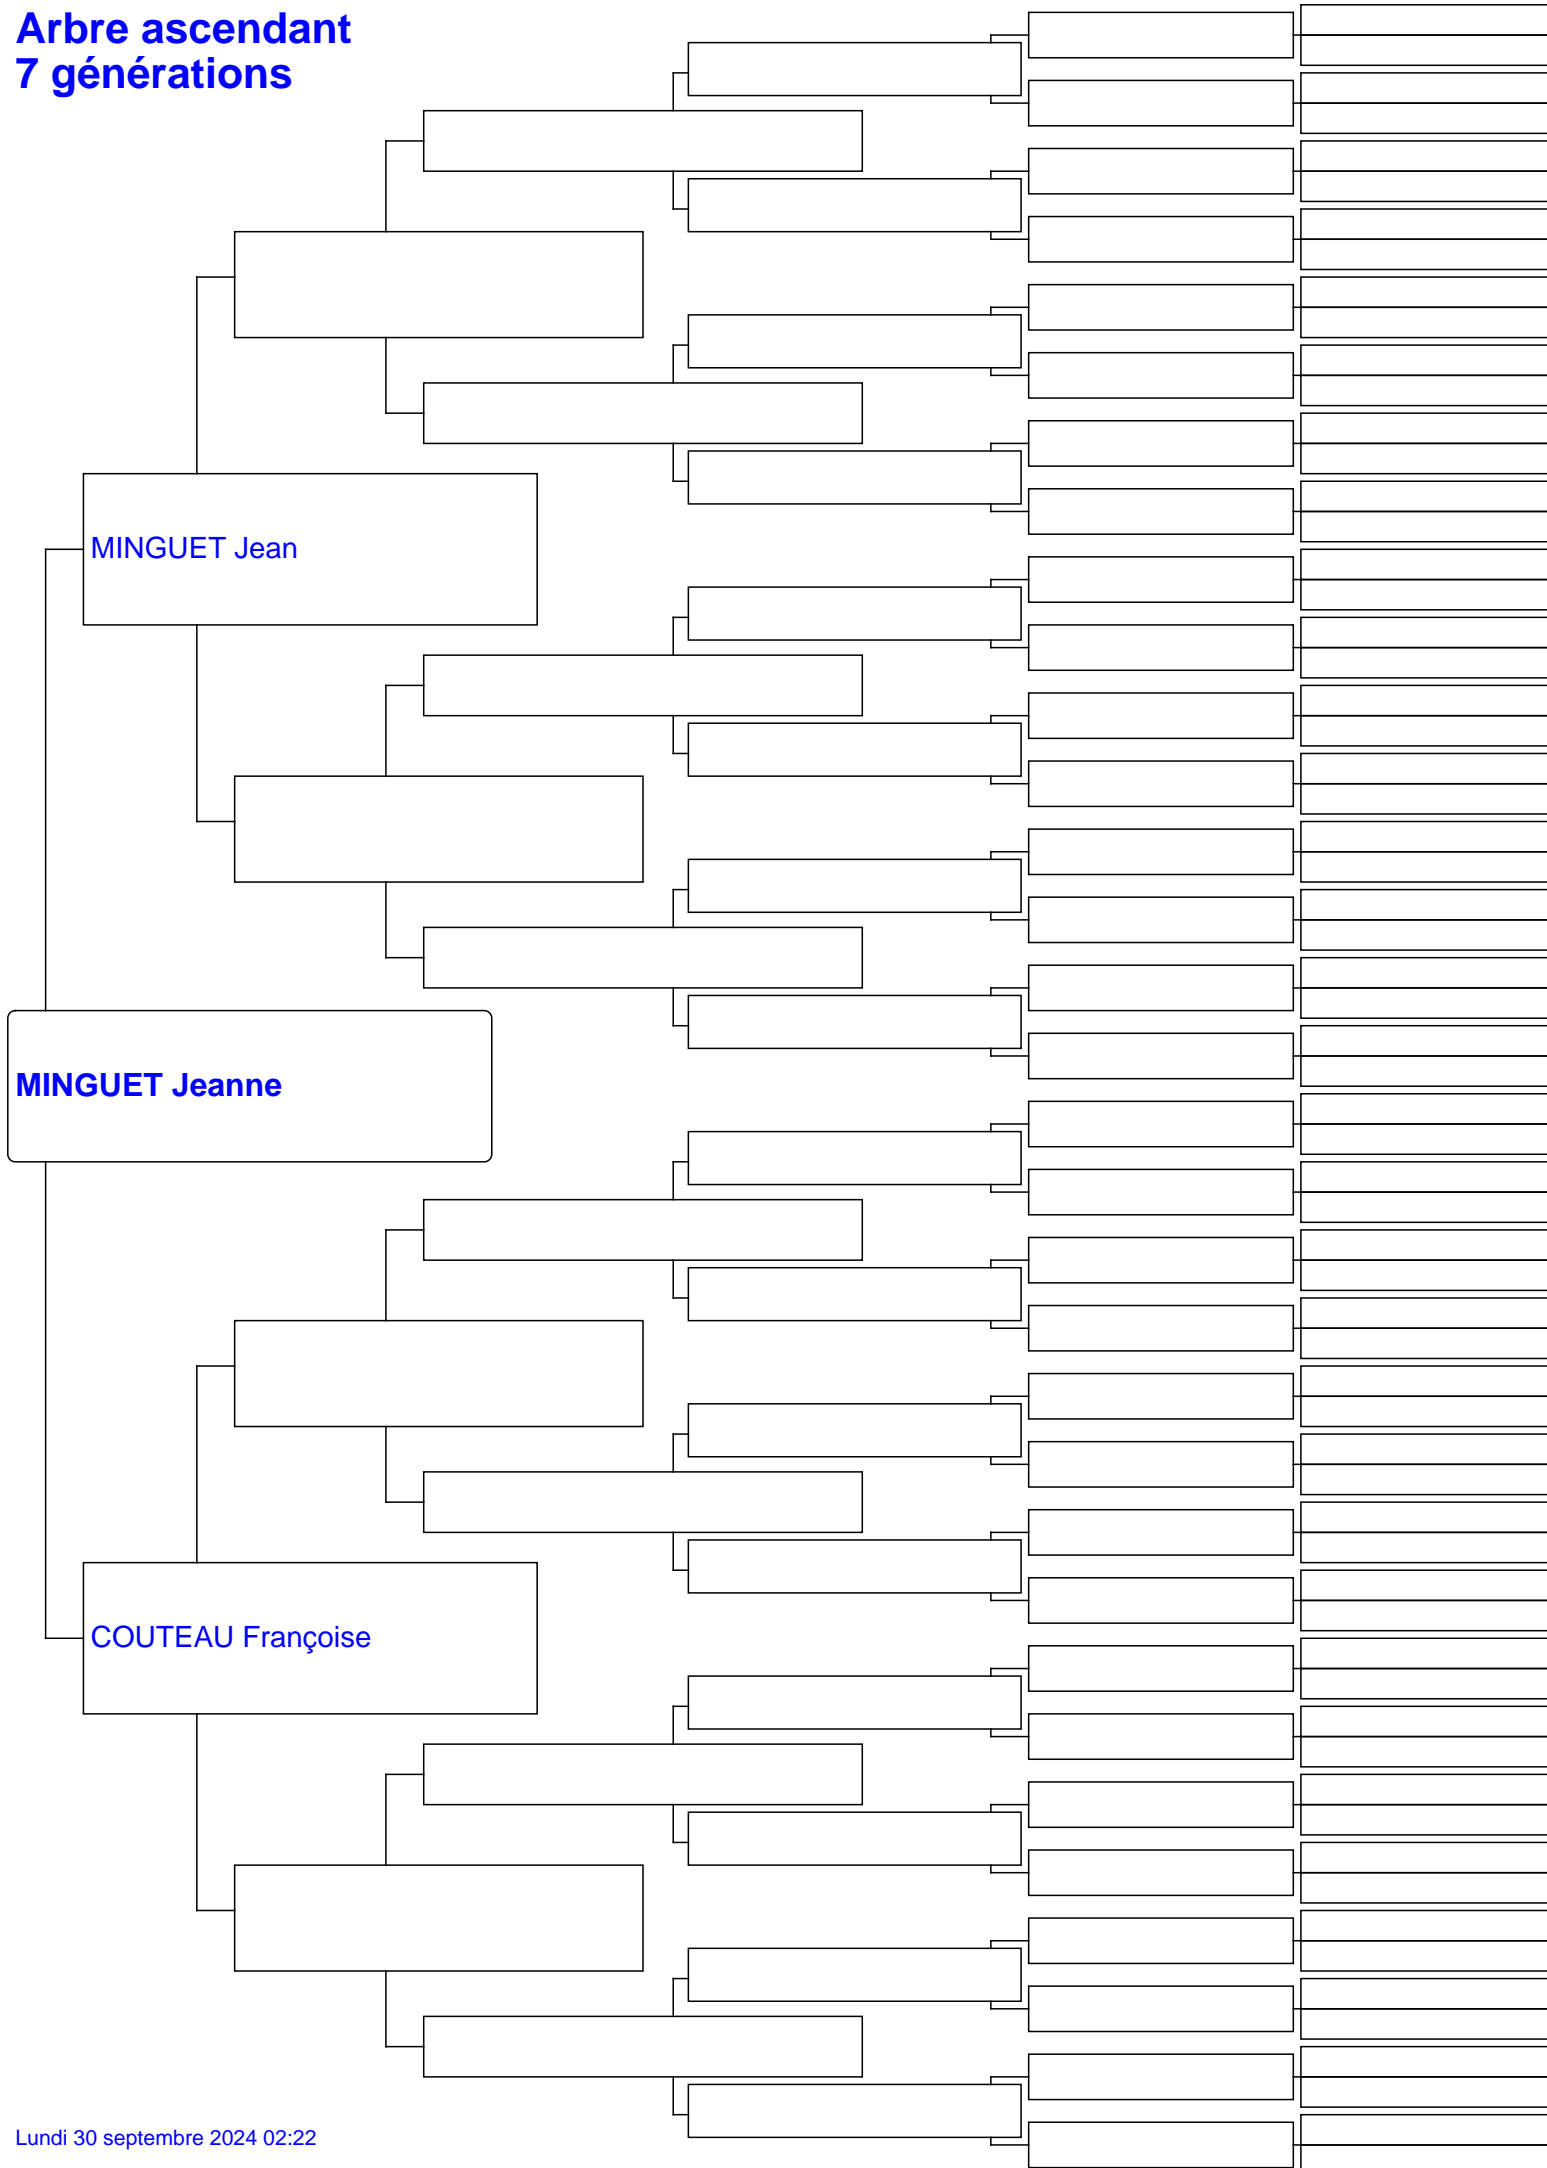 Arbre ascendant
7 générations
MINGUET Jean
MINGUET Jeanne
COUTEAU Françoise
Lundi 30 septembre 2024 02:22